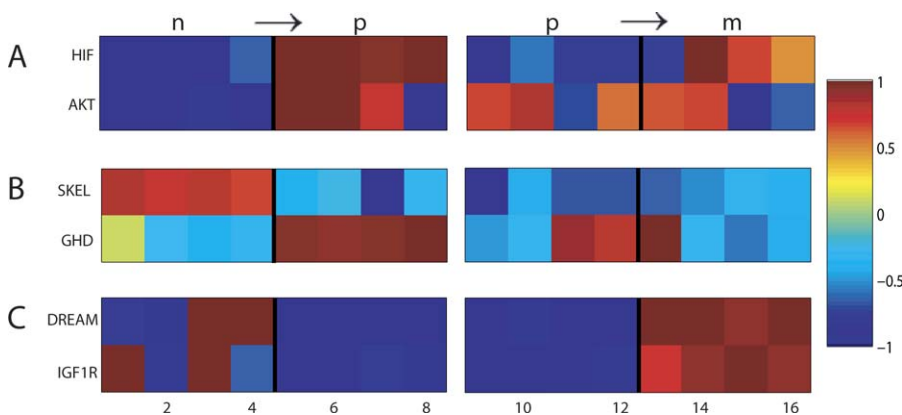 n → p p → m
A HIF
AKT
B SKEL
GHD
C DREAM
IGF1R
2 4 6 8 10 12 14 16
1
0.5
0
−0.5
−1